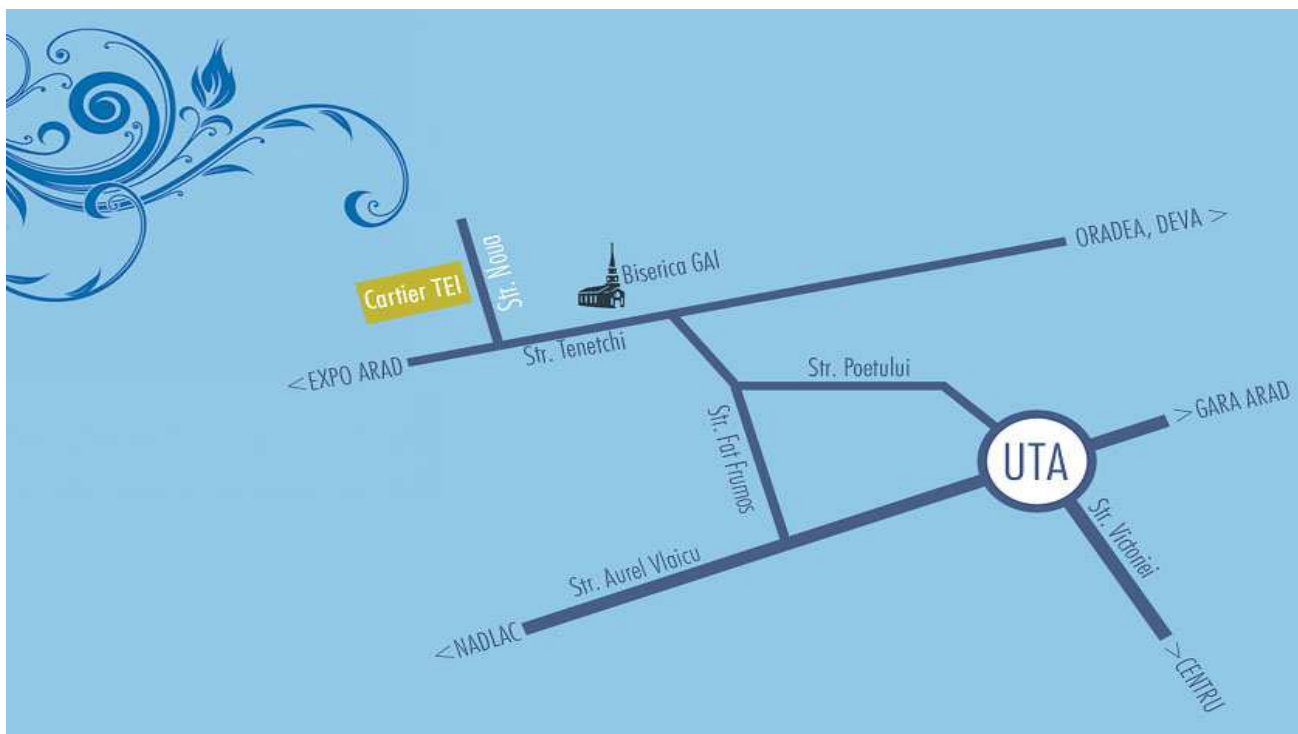 ORADEA, DEVA >
Str. Noua
Biserica GAI
Cartier TEI
Str. Tenetchi
< EXPO ARAD
Str. Poetului
> GARA ARAD
Str. Fat Frumos
UTA
Str. Victoriei
Str. Aurel Vlaicu
< NADLAC
> CENTRU